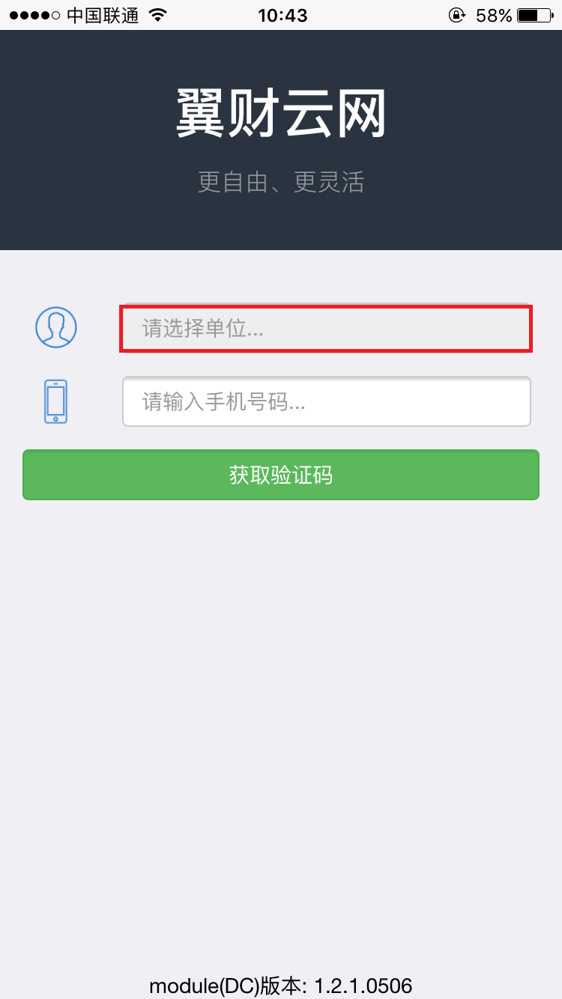 中国联通 10:43 58%
翼财云网
更自由、更灵活
请选择单位...
请输入手机号码...
获取验证码
module(DC)版本: 1.2.1.0506